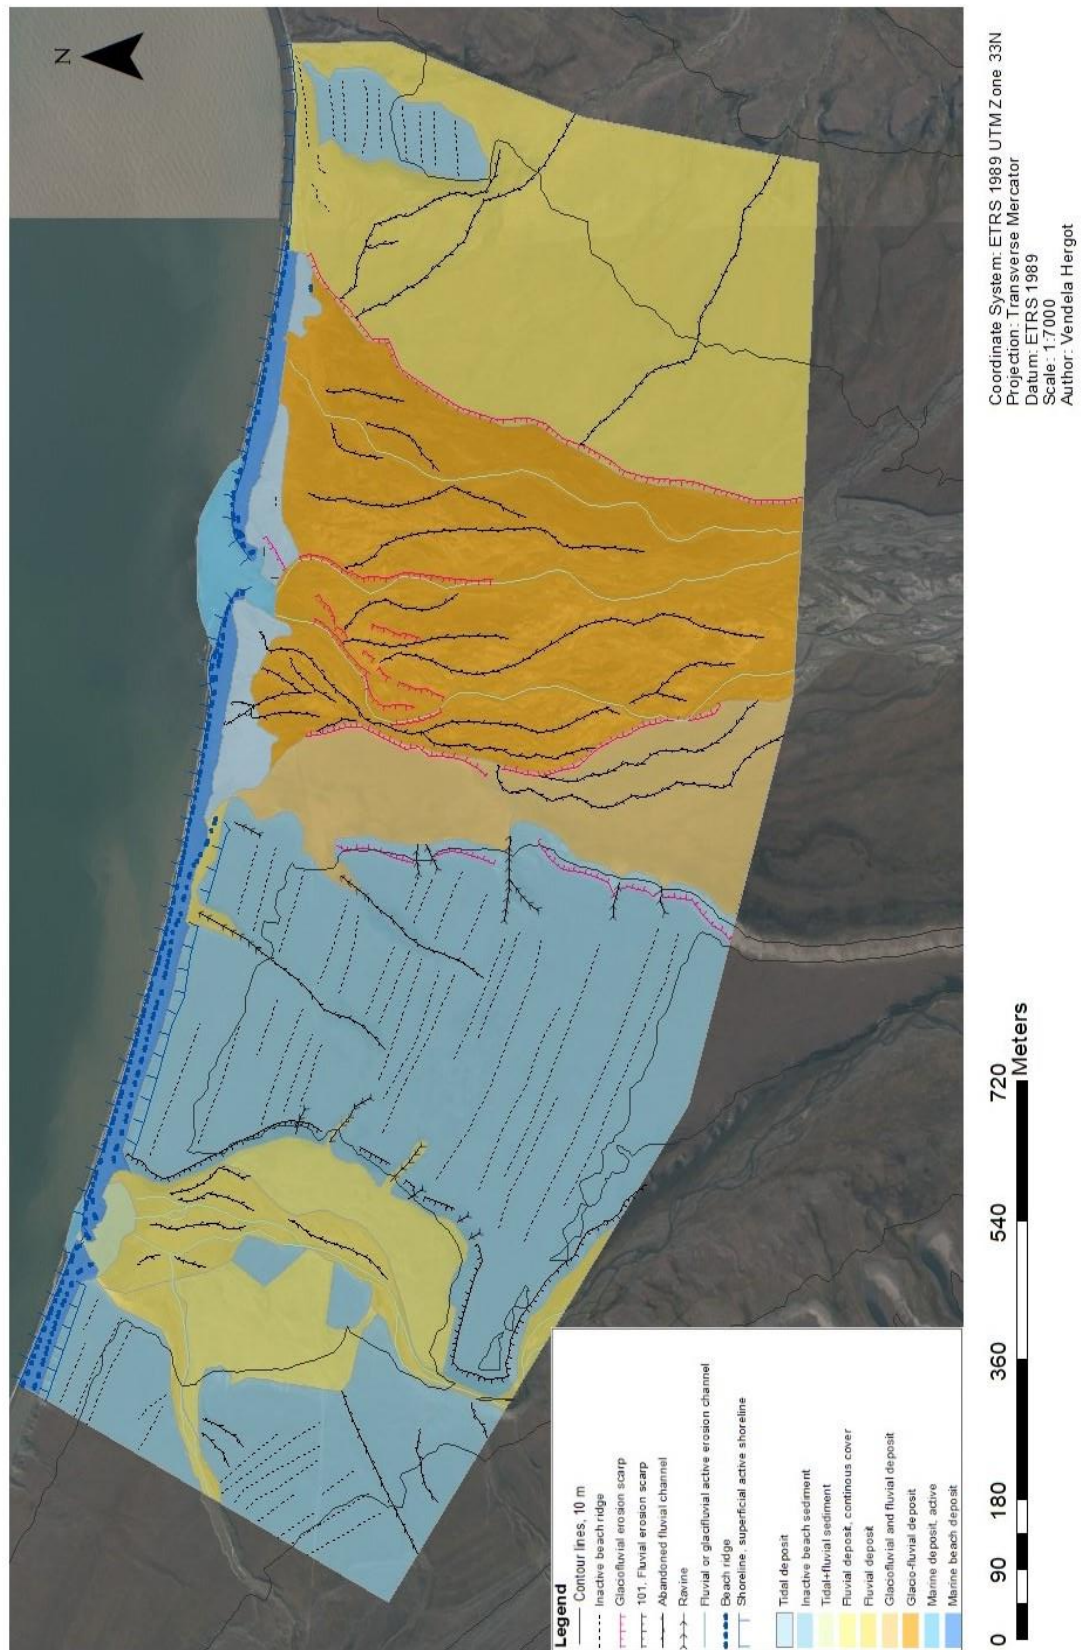 N
Coordinate System: ETRS 1989 UTM Zone 33N
Projection: Transverse Mercator
Datum: ETRS 1989
Scale: 1:7000
Author: Vendela Hergot
Legend
Contour lines, 10 m
Inactive beach ridge
Glaciofluvial erosion scarp
101, Fluvial erosion scarp
Abandoned fluvial channel
Ravine
Fluvial or glacifluvial active erosion channel
Beach ridge
Shoreline, superficial active shoreline
Tidal deposit
Inactive beach sediment
Tidal+fluvial sediment
Fluvial deposit, continous cover
Fluvial deposit
Glaciofluvial and fluvial deposit
Glacio-fluvial deposit
Marine deposit, active
Marine beach deposit
0 90 180 360 540 720
Meters